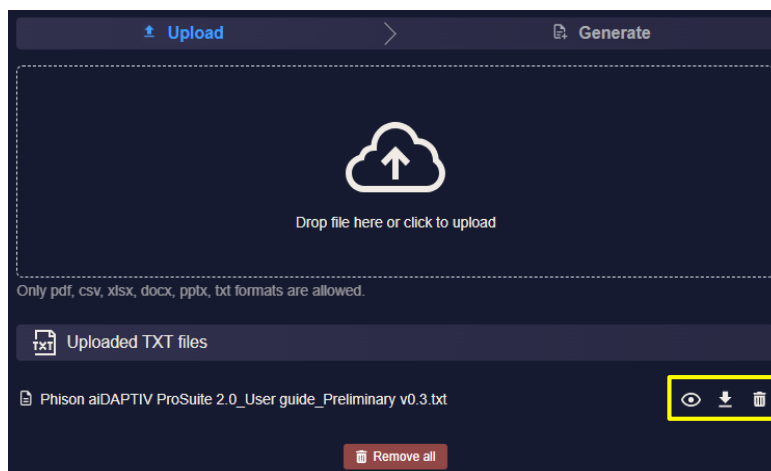 Upload
Generate
Drop file here or click to upload
Only pdf, csv, xlsx, docx, pptx, txt formats are allowed.
TXT
Uploaded TXT files
Phison aiDAPTIV ProSuite 2.0_User guide_Preliminary v0.3.txt
Remove all